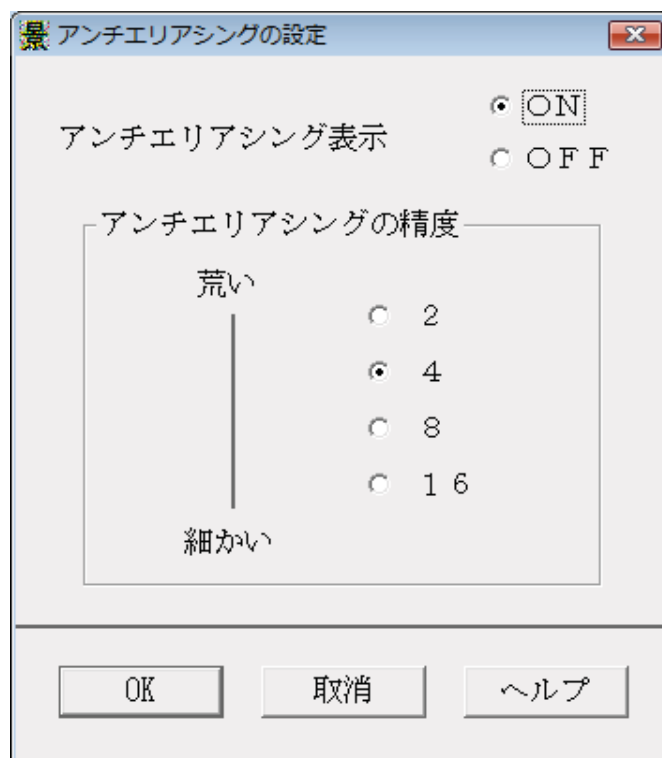 景 アンチエリアシングの設定
アンチエリアシング表示
ON
OFF
アンチエリアシングの精度
荒い
2
4
8
16
細かい
OK 取消 ヘルプ